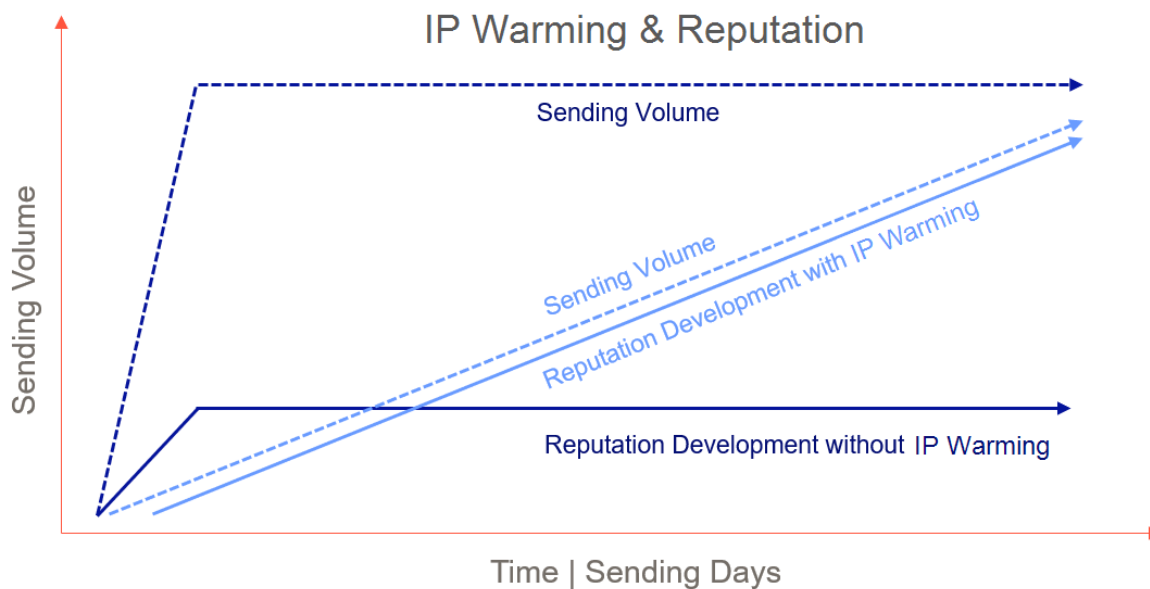 IP Warming & Reputation
Sending Volume
Sending Volume
Sending Volume
Reputation Development with IP Warming
Reputation Development without IP Warming
Time | Sending Days